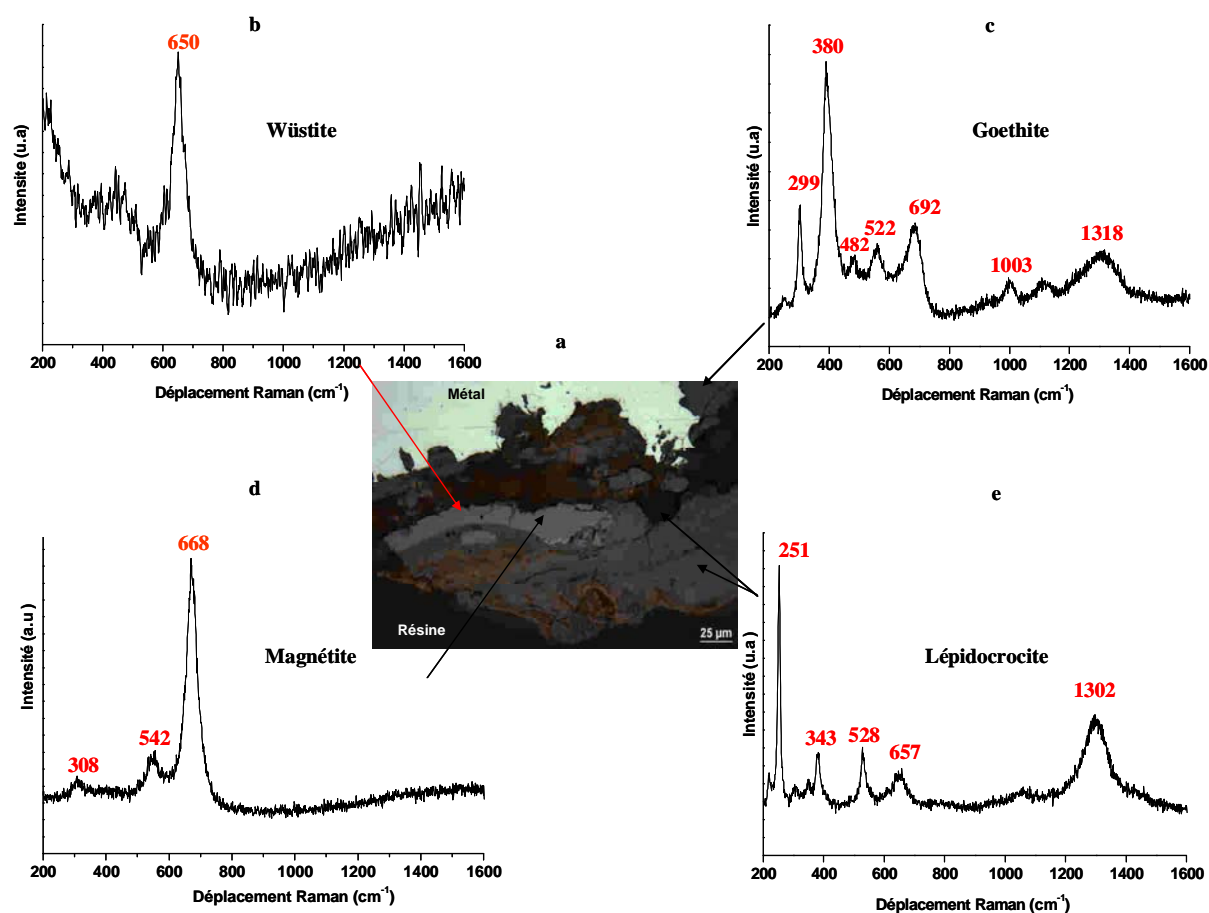 b
650
Wüstite
Intensite (u.a)
200 400 600 800 1000 1200 1400 1600
Déplacement Raman (cm-1)
c
380
299
482
522
692
1003
1318
Goethite
Intensité (u.a)
200 400 600 800 1000 1200 1400 1600
Déplacement Raman (cm-1)
a
Métal
Résine
25 µm
d
668
542
308
Magnétite
Intensité (a.u )
200 400 600 800 1000 1200 1400 1600
Déplacement Raman (cm-1)
e
251
343
528
657
1302
Lépidocrocite
Intensité (u.a )
200 400 600 800 1000 1200 1400 1600
Déplacement Raman (cm-1)